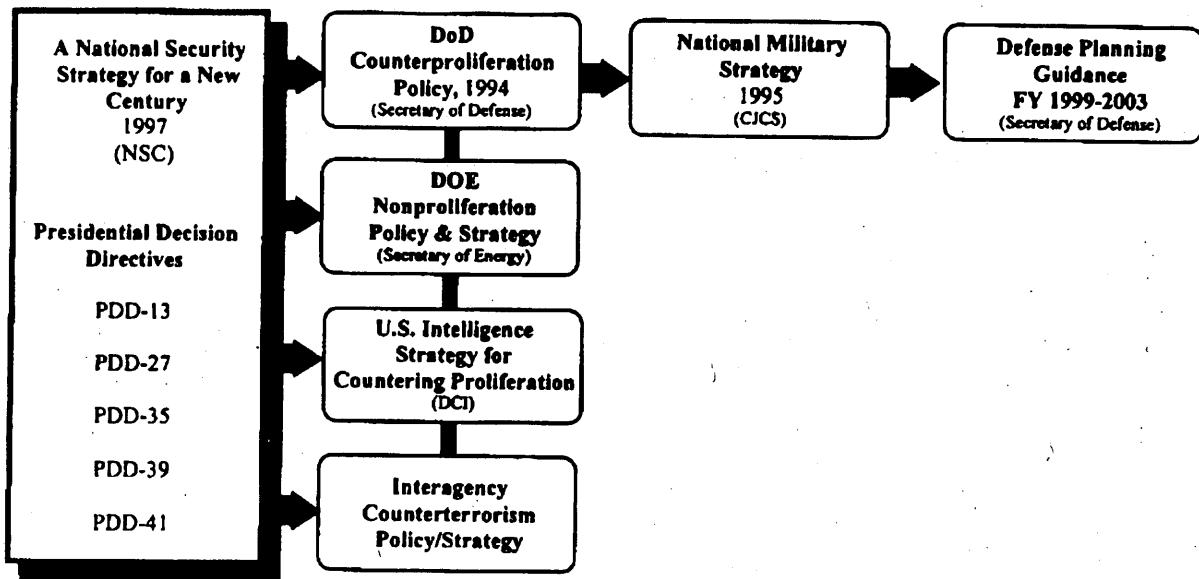 A National Security
Strategy for a New
Century
1997
(NSC)
Presidential Decision
Directives
PDD-13
PDD-27
PDD-35
PDD-39
PDD-41
DoD
Counterproliferation
Policy, 1994
(Secretary of Defense)
DOE
Nonproliferation
Policy & Strategy
(Secretary of Energy)
U.S. Intelligence
Strategy for
Countering Proliferation
(DCI)
Interagency
Counterterrorism
Policy/Strategy
National Military
Strategy
1995
(CJCS)
Defense Planning
Guidance
FY 1999-2003
(Secretary of Defense)